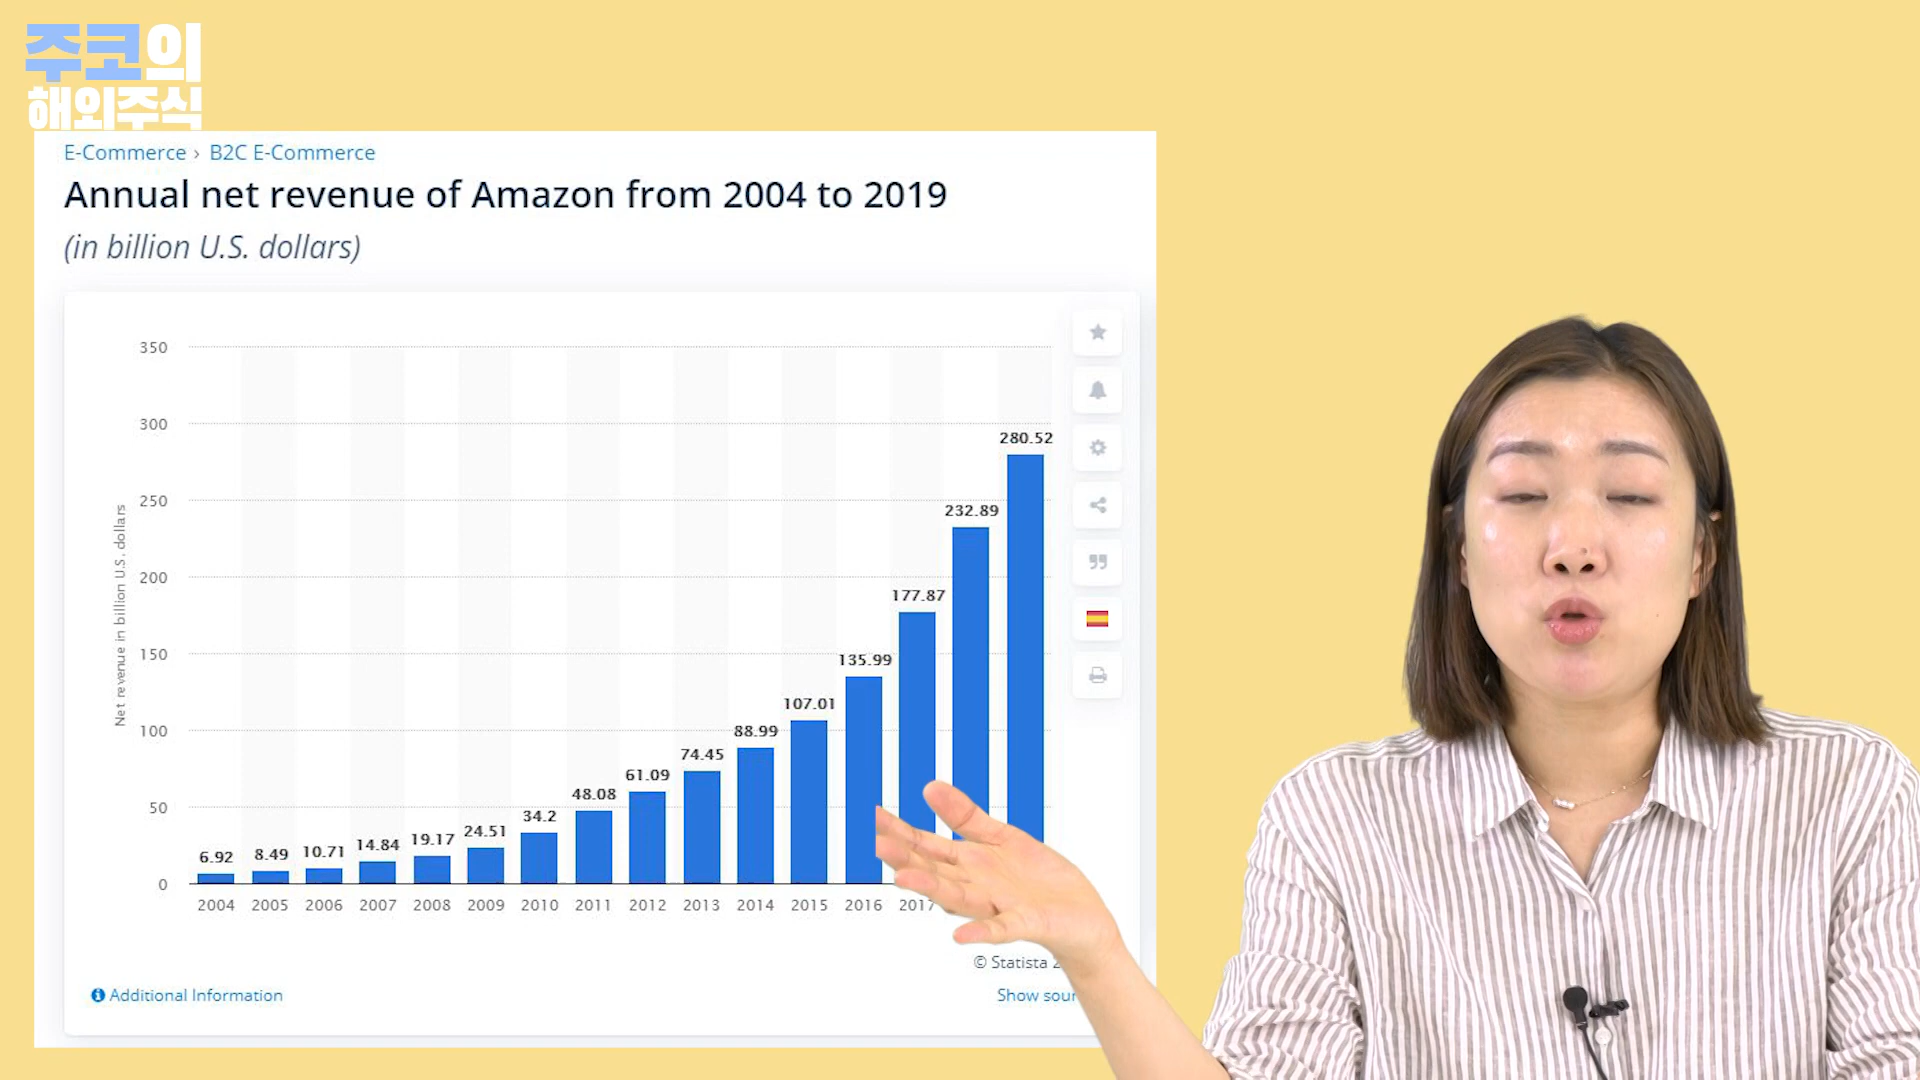 주코의
해외주식
E-Commerce › B2C E-Commerce
Annual net revenue of Amazon from 2004 to 2019
(in billion U.S. dollars)
Net revenue in billion U.S. dollars
350
300
250
200
150
100
50
0
6.92
8.49
10.71
14.84
19.17
24.51
34.2
48.08
61.09
74.45
88.99
107.01
135.99
177.87
232.89
280.52
2004 2005 2006 2007 2008 2009 2010 2011 2012 2013 2014 2015 2016 2017
© Statista
Additional Information
Show